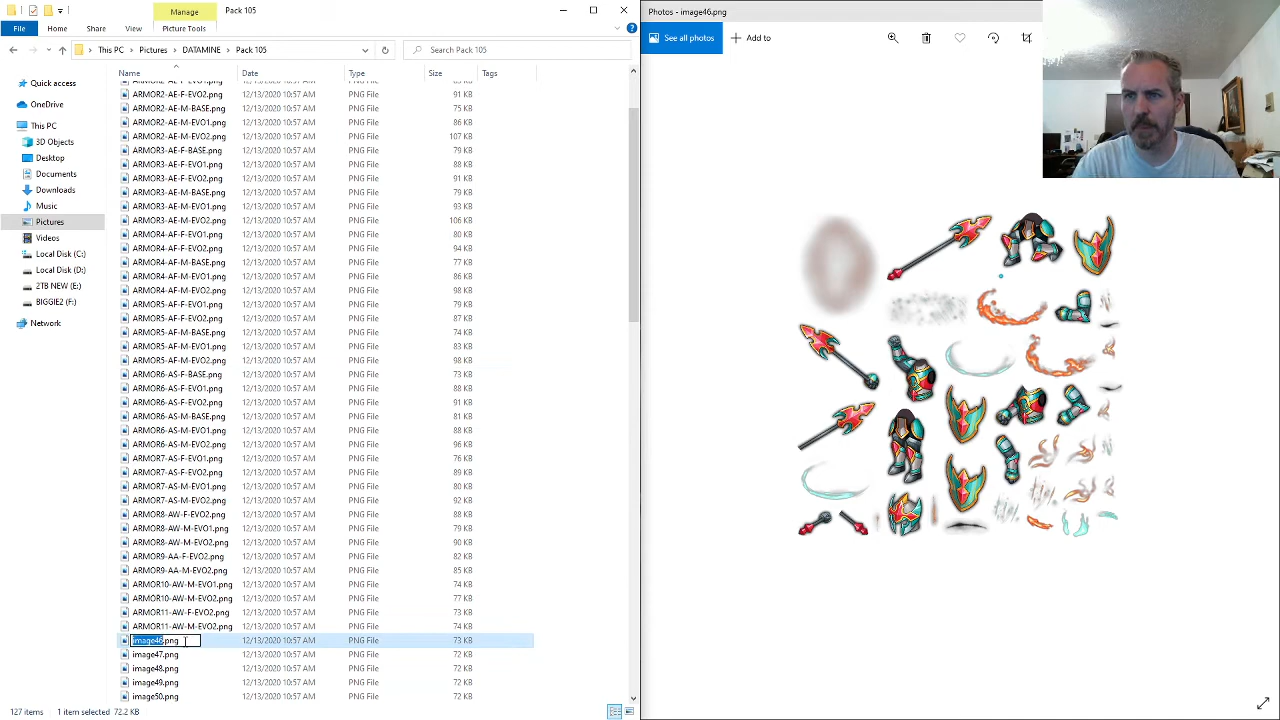 Manage
Pack 105
File
Home
Share
View
Picture Tools
This PC
Pictures
DATAMINE
Pack 105
Search Pack 105
Name
Date
Type
Size
Tags
Quick access
OneDrive
This PC
3D Objects
Desktop
Documents
Downloads
Music
Pictures
Videos
Local Disk (C:)
Local Disk (D:)
2TB NEW (E:)
BIGGIE2 (F:)
Network
ARMOR2-AE-F-EVO2.png 12/13/2020 10:57 AM PNG File 91 KB
ARMOR2-AE-M-BASE.png 12/13/2020 10:57 AM PNG File 75 KB
ARMOR2-AE-M-EVO1.png 12/13/2020 10:57 AM PNG File 86 KB
ARMOR2-AE-M-EVO2.png 12/13/2020 10:57 AM PNG File 107 KB
ARMOR3-AE-F-BASE.png 12/13/2020 10:57 AM PNG File 79 KB
ARMOR3-AE-F-EVO1.png 12/13/2020 10:57 AM PNG File 88 KB
ARMOR3-AE-F-EVO2.png 12/13/2020 10:57 AM PNG File 91 KB
ARMOR3-AE-M-BASE.png 12/13/2020 10:57 AM PNG File 79 KB
ARMOR3-AE-M-EVO1.png 12/13/2020 10:57 AM PNG File 93 KB
ARMOR3-AE-M-EVO2.png 12/13/2020 10:57 AM PNG File 106 KB
ARMOR4-AF-F-EVO1.png 12/13/2020 10:57 AM PNG File 80 KB
ARMOR4-AF-F-EVO2.png 12/13/2020 10:57 AM PNG File 94 KB
ARMOR4-AF-M-BASE.png 12/13/2020 10:57 AM PNG File 77 KB
ARMOR4-AF-M-EVO1.png 12/13/2020 10:57 AM PNG File 86 KB
ARMOR4-AF-M-EVO2.png 12/13/2020 10:57 AM PNG File 98 KB
ARMOR5-AF-F-EVO1.png 12/13/2020 10:57 AM PNG File 79 KB
ARMOR5-AF-F-EVO2.png 12/13/2020 10:57 AM PNG File 87 KB
ARMOR5-AF-M-BASE.png 12/13/2020 10:57 AM PNG File 74 KB
ARMOR5-AF-M-EVO1.png 12/13/2020 10:57 AM PNG File 83 KB
ARMOR5-AF-M-EVO2.png 12/13/2020 10:57 AM PNG File 98 KB
ARMOR6-AS-F-BASE.png 12/13/2020 10:57 AM PNG File 73 KB
ARMOR6-AS-F-EVO1.png 12/13/2020 10:57 AM PNG File 88 KB
ARMOR6-AS-F-EVO2.png 12/13/2020 10:57 AM PNG File 91 KB
ARMOR6-AS-M-BASE.png 12/13/2020 10:57 AM PNG File 81 KB
ARMOR6-AS-M-EVO1.png 12/13/2020 10:57 AM PNG File 88 KB
ARMOR6-AS-M-EVO2.png 12/13/2020 10:57 AM PNG File 96 KB
ARMOR7-AS-F-EVO1.png 12/13/2020 10:57 AM PNG File 76 KB
ARMOR7-AS-F-EVO2.png 12/13/2020 10:57 AM PNG File 89 KB
ARMOR7-AS-M-EVO1.png 12/13/2020 10:57 AM PNG File 80 KB
ARMOR7-AS-M-EVO2.png 12/13/2020 10:57 AM PNG File 92 KB
ARMOR8-AW-F-EVO2.png 12/13/2020 10:57 AM PNG File 88 KB
ARMOR8-AW-M-EVO1.png 12/13/2020 10:57 AM PNG File 79 KB
ARMOR8-AW-M-EVO2.png 12/13/2020 10:57 AM PNG File 90 KB
ARMOR9-AA-F-EVO2.png 12/13/2020 10:57 AM PNG File 82 KB
ARMOR9-AA-M-EVO2.png 12/13/2020 10:57 AM PNG File 85 KB
ARMOR10-AW-M-EVO1.png 12/13/2020 10:57 AM PNG File 74 KB
ARMOR10-AW-M-EVO2.png 12/13/2020 10:57 AM PNG File 77 KB
ARMOR11-AW-F-EVO2.png 12/13/2020 10:57 AM PNG File 73 KB
ARMOR11-AW-M-EVO2.png 12/13/2020 10:57 AM PNG File 74 KB
image46.png 12/13/2020 10:57 AM PNG File 73 KB
image47.png 12/13/2020 10:57 AM PNG File 72 KB
image48.png 12/13/2020 10:57 AM PNG File 72 KB
image49.png 12/13/2020 10:57 AM PNG File 72 KB
image50.png 12/13/2020 10:57 AM PNG File 72 KB
127 items
1 item selected 72.2 KB
Photos - image46.png
See all photos
Add to